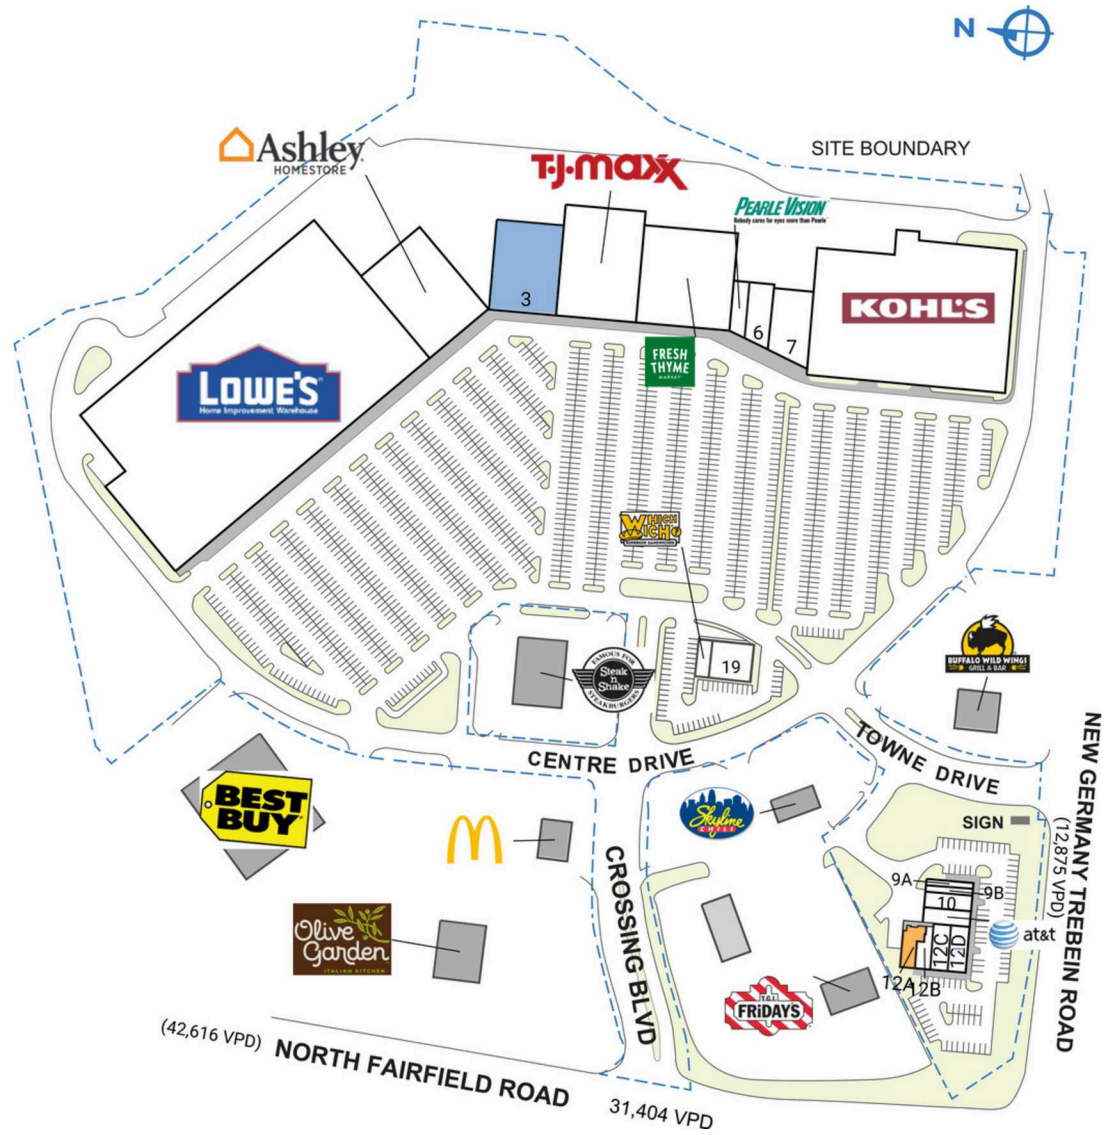 N
SITE BOUNDARY
Ashley
HOMESTORE
T.J.maxx
PEARLE VISION
Nobody cares for eyes more than Pearle
3
6
7
KOHL'S
LOWE'S
Home Improvement Warehouse
FRESH
THYME
MARKET
WHICH
WICH
SUPERIOR SANDWICHES
19
FAMOUS FOR
Steak
n
Shake
STEAKBURGERS
BUFFALO WILD WINGS
GRILL & BAR
CENTRE DRIVE
TOWNE DRIVE
NEW GERMANY TREBEIN ROAD
(12,875 VPD)
BEST
BUY
Skyline
CHILI
SIGN
CROSSING BLVD
9A
9B
10
at&t
12C
12D
12A
12B
Olive
Garden
ITALIAN KITCHEN
T.G.I.
FRiDAY'S
(42,616 VPD)
NORTH FAIRFIELD ROAD
31,404 VPD